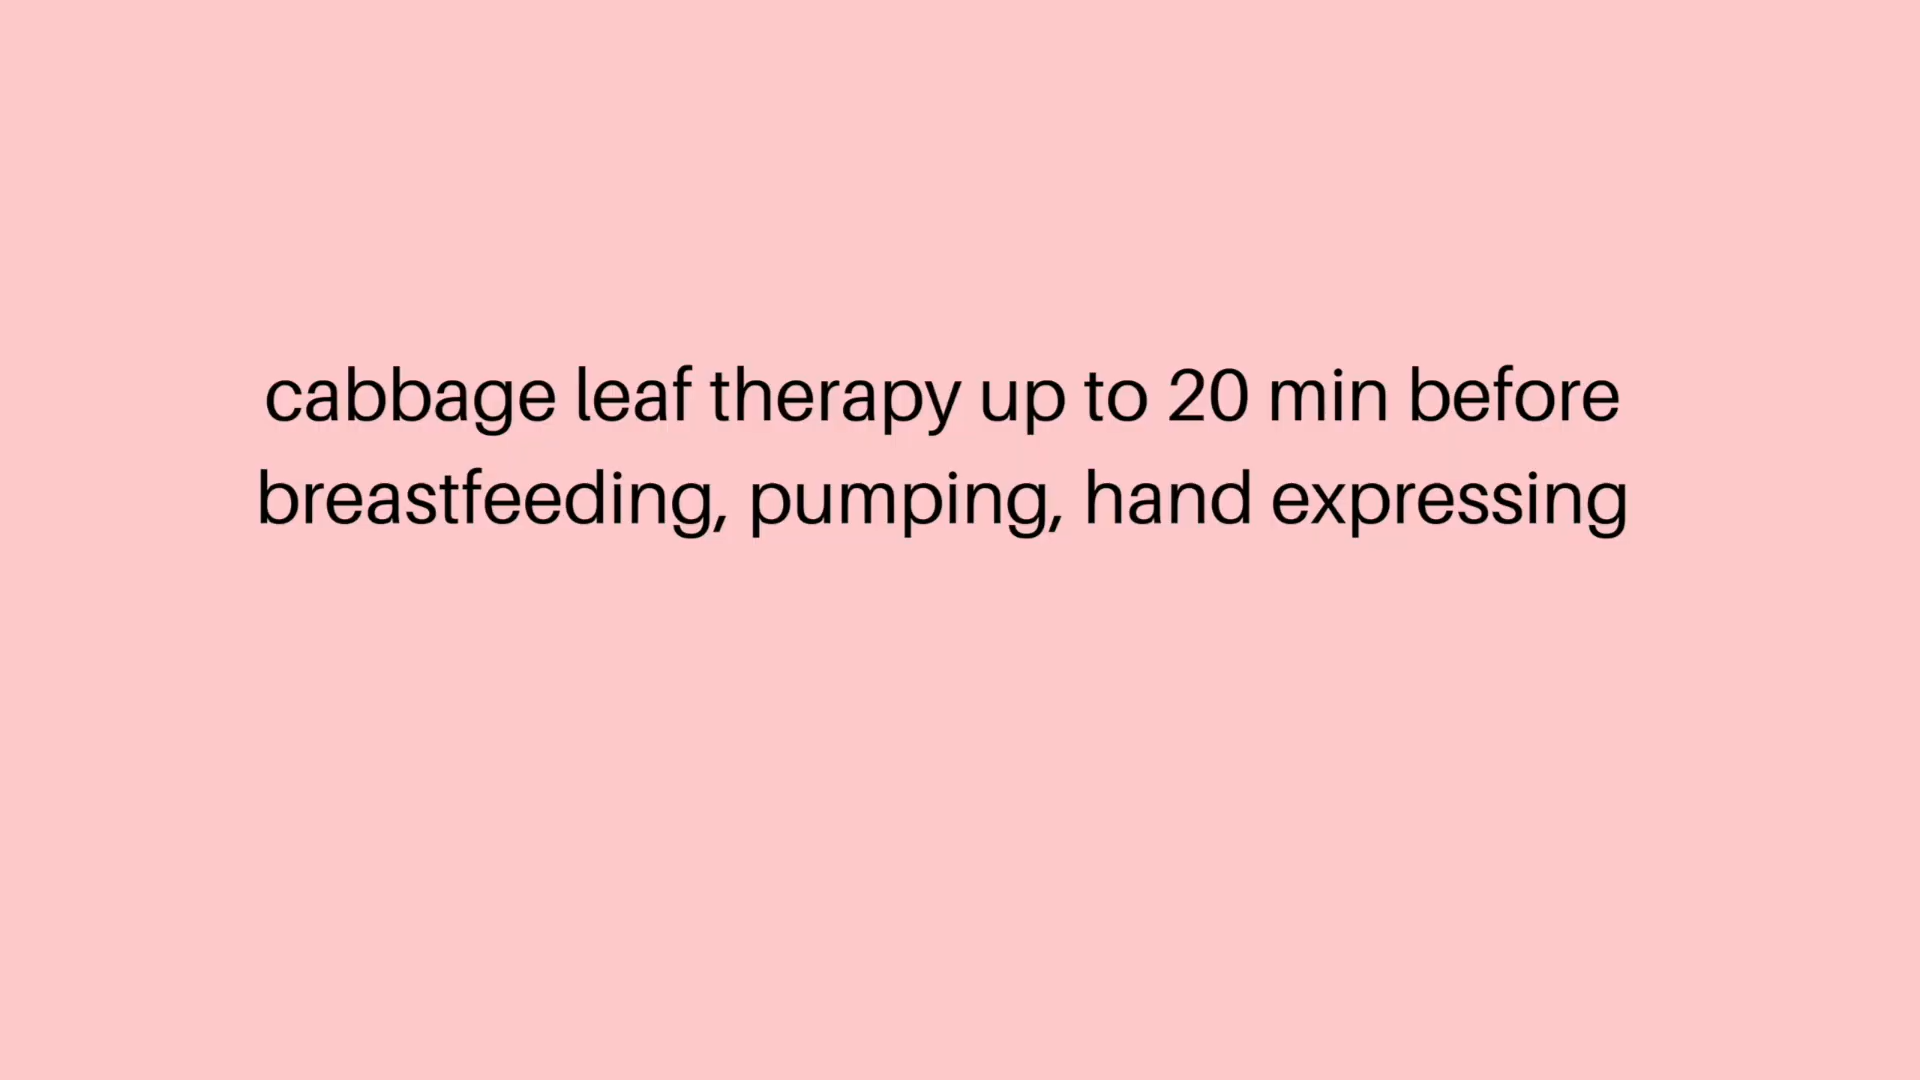 cabbage leaf therapy up to 20 min before
breastfeeding, pumping, hand expressing